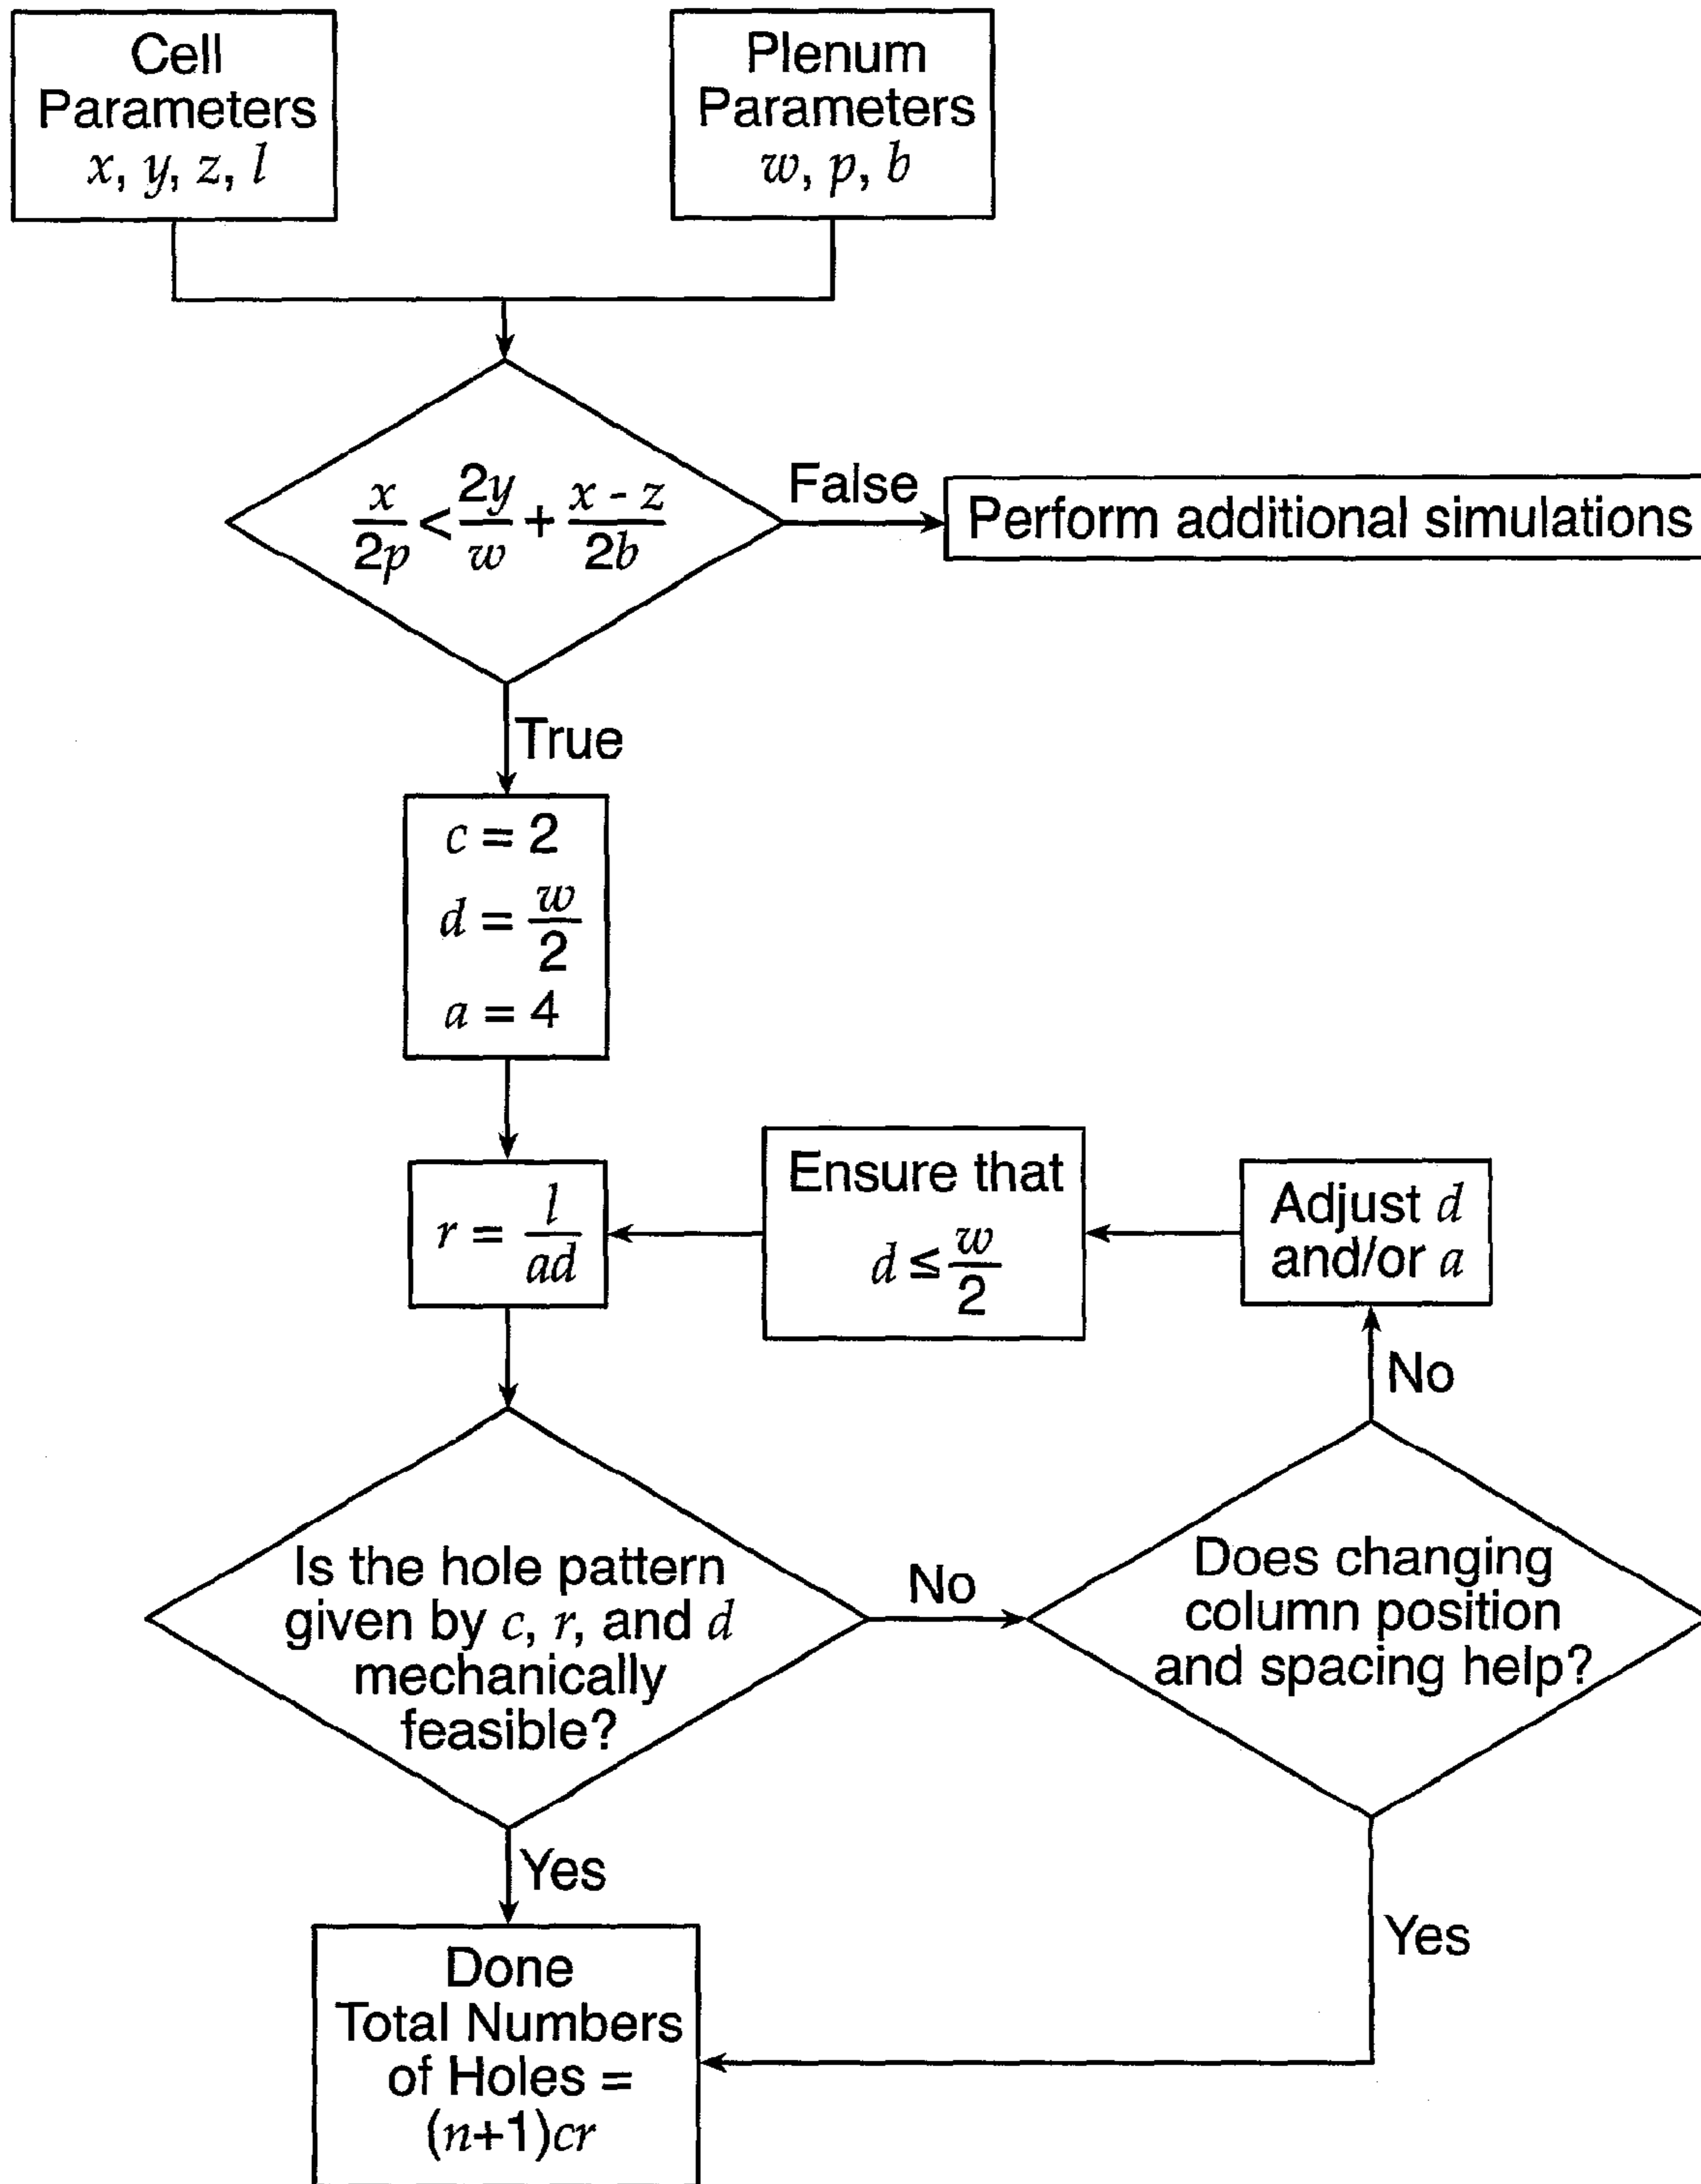 Cell
Parameters
x, y, z, l
Plenum
Parameters
w, p, b
x/2p < 2y/w + x - z/2b
False
Perform additional simulations
True
c = 2
d = w/2
a = 4
r = l/ad
Ensure that
d ≤ w/2
Adjust d
and/or a
No
Is the hole pattern
given by c, r, and d
mechanically
feasible?
No
Does changing
column position
and spacing help?
Yes
Yes
Done
Total Numbers
of Holes =
(n+1)cr